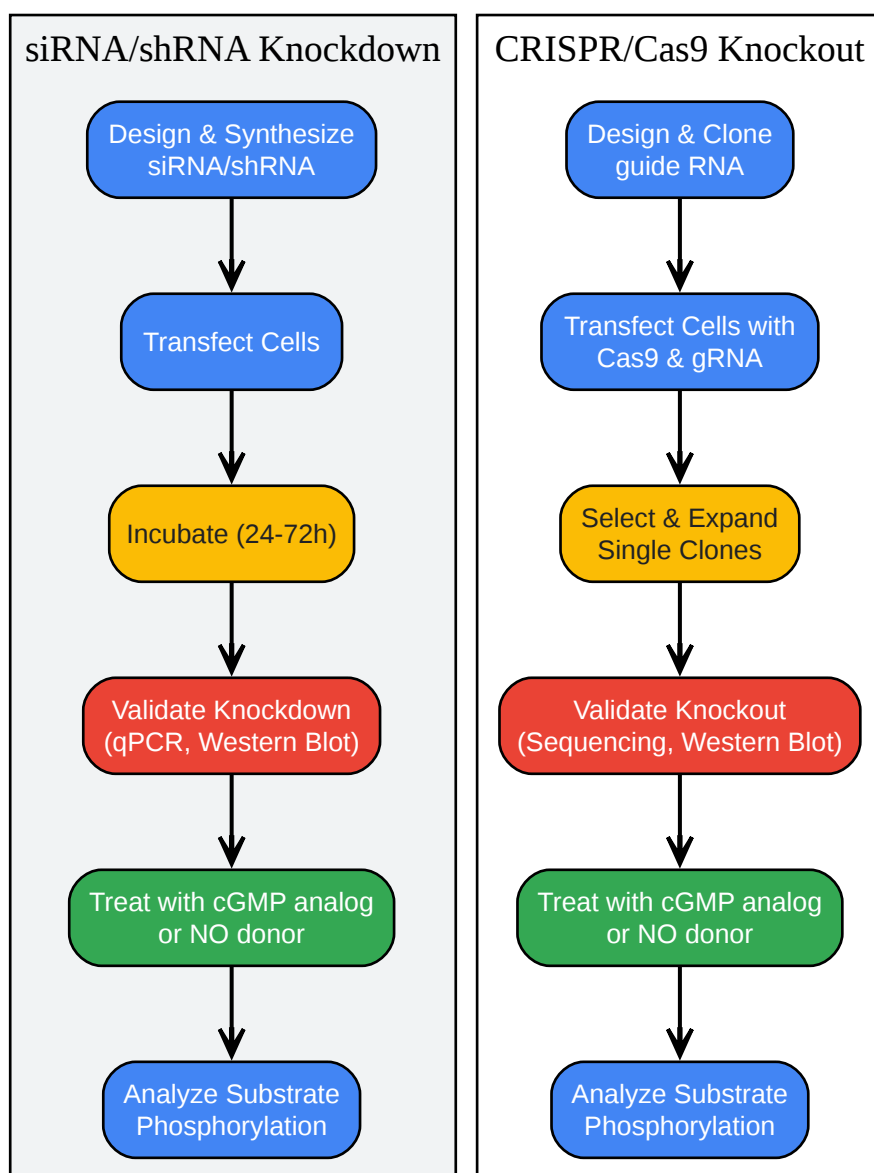 siRNA/shRNA Knockdown
Design & Synthesize
siRNA/shRNA
Transfect Cells
Incubate (24-72h)
Validate Knockdown
(qPCR, Western Blot)
Treat with cGMP analog
or NO donor
Analyze Substrate
Phosphorylation
CRISPR/Cas9 Knockout
Design & Clone
guide RNA
Transfect Cells with
Cas9 & gRNA
Select & Expand
Single Clones
Validate Knockout
(Sequencing, Western Blot)
Treat with cGMP analog
or NO donor
Analyze Substrate
Phosphorylation